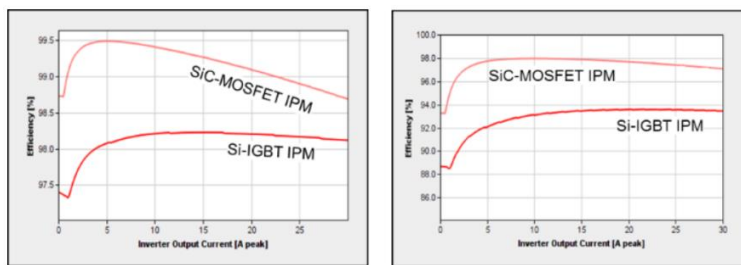 99.5
99.0
98.5
98.0
97.5
Efficiency [%]
SiC-MOSFET IPM
Si-IGBT IPM
0 5 10 15 20 25
Inverter Output Current [A peak]
100.0
98.0
96.0
94.0
92.0
90.0
88.0
86.0
Efficiency [%]
SiC-MOSFET IPM
Si-IGBT IPM
0 5 10 15 20 25 30
Inverter Output Current [A peak]